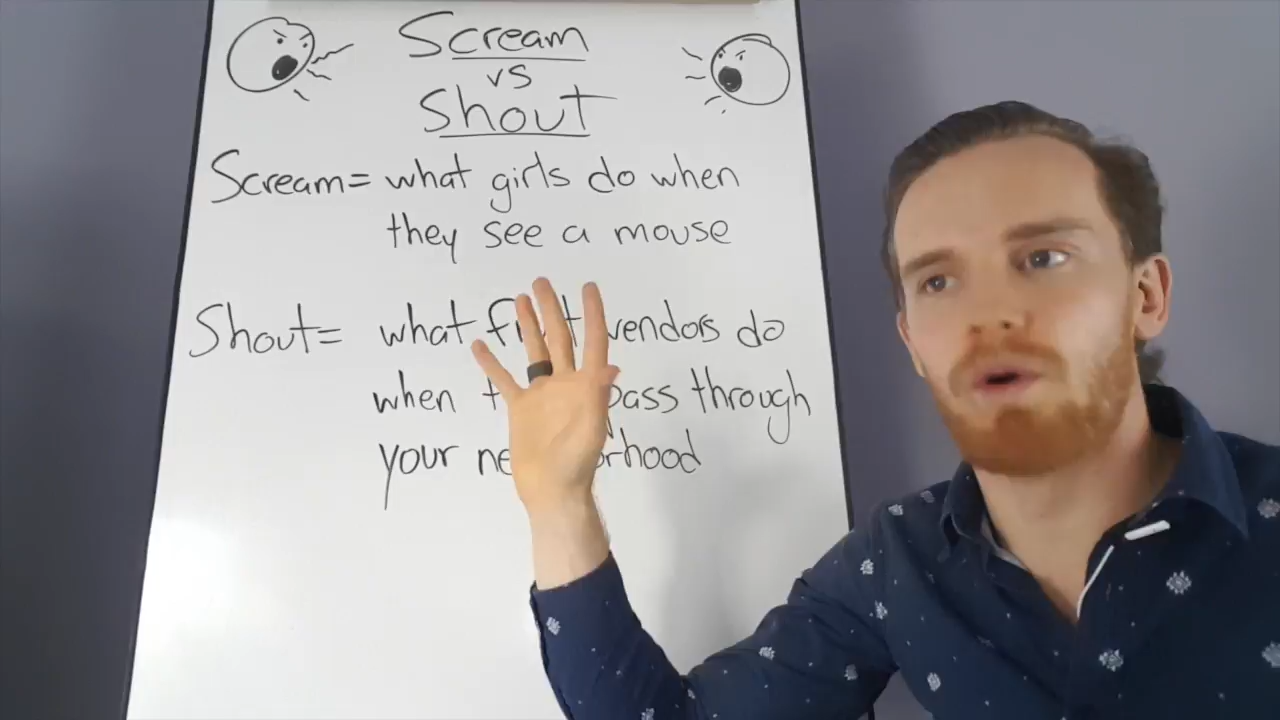 Scream
vs
Shout
Scream= what girls do when
they see a mouse
Shout= what vendors do
when pass through
your